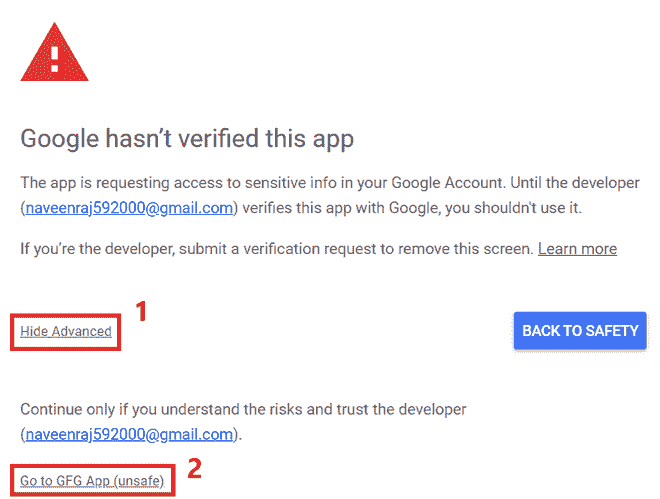 Google hasn’t verified this app
The app is requesting access to sensitive info in your Google Account. Until the developer
(naveenraj592000@gmail.com) verifies this app with Google, you shouldn't use it.
If you’re the developer, submit a verification request to remove this screen. Learn more
1
Hide Advanced
BACK TO SAFETY
Continue only if you understand the risks and trust the developer
(naveenraj592000@gmail.com).
2
Go to GFG App (unsafe)